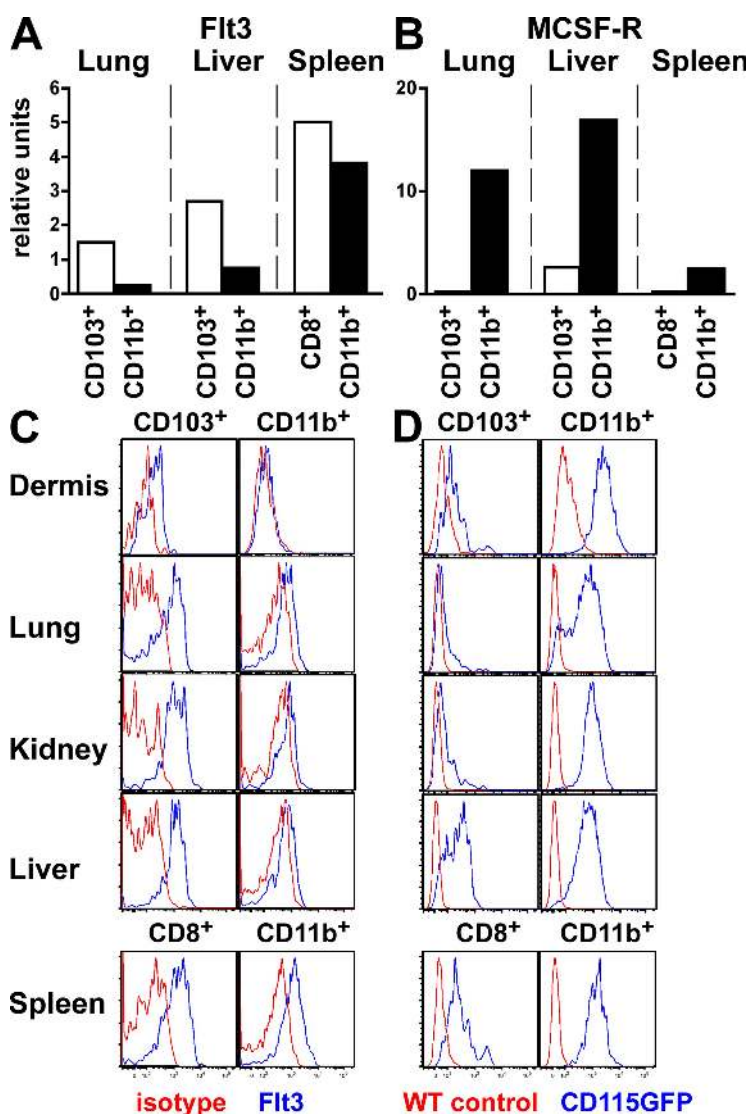 A Flt3 B MCSF-R
Lung Liver Spleen Lung Liver Spleen
relative units
6
5
4
3
2
1
0
20
10
0
CD103+ CD11b+ CD103+ CD11b+ CD8+ CD11b+
CD103+ CD11b+ CD103+ CD11b+ CD8+ CD11b+
C CD103+ CD11b+ D CD103+ CD11b+
Dermis
Lung
Kidney
Liver
CD8+ CD11b+ CD8+ CD11b+
Spleen
isotype Flt3 WT control CD115GFP